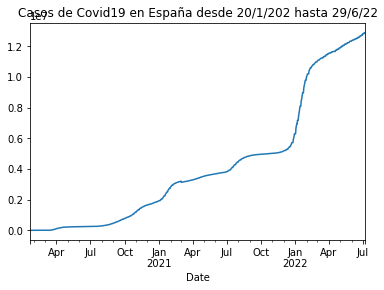 Casos de Covid19 en España desde 20/1/202 hasta 29/6/22
1e7
1.2
1.0
0.8
0.6
0.4
0.2
0.0
Apr Jul Oct Jan Apr Jul Oct Jan Apr Jul
2021 2022
Date